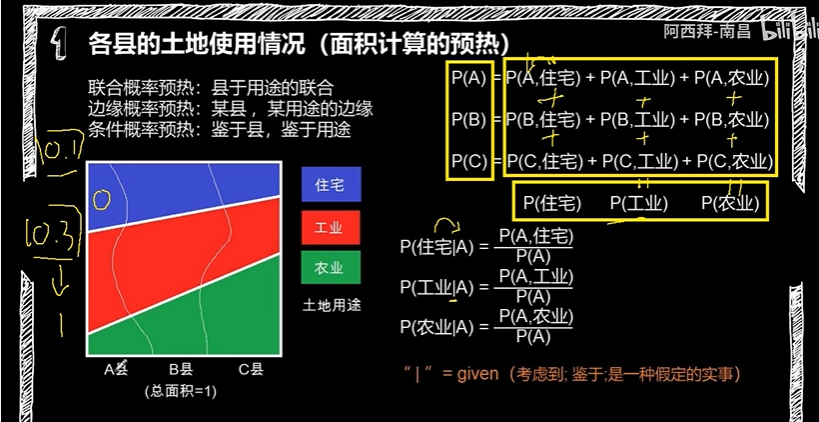 阿西拜-南昌 bilibili
1 各县的土地使用情况（面积计算的预热）
联合概率预热：县于用途的联合
边缘概率预热：某县，某用途的边缘
条件概率预热：鉴于县，鉴于用途
P(A) = P(A,住宅) + P(A,工业) + P(A,农业)
P(B) = P(B,住宅) + P(B,工业) + P(B,农业)
P(C) = P(C,住宅) + P(C,工业) + P(C,农业)
P(住宅) P(工业) P(农业)
0.1
0
0.3
1
住宅
工业
农业
土地用途
A县 B县 C县
(总面积=1)
P(住宅|A) = P(A,住宅) / P(A)
P(工业|A) = P(A,工业) / P(A)
P(农业|A) = P(A,农业) / P(A)
“ | ” = given（考虑到; 鉴于;是一种假定的实事）